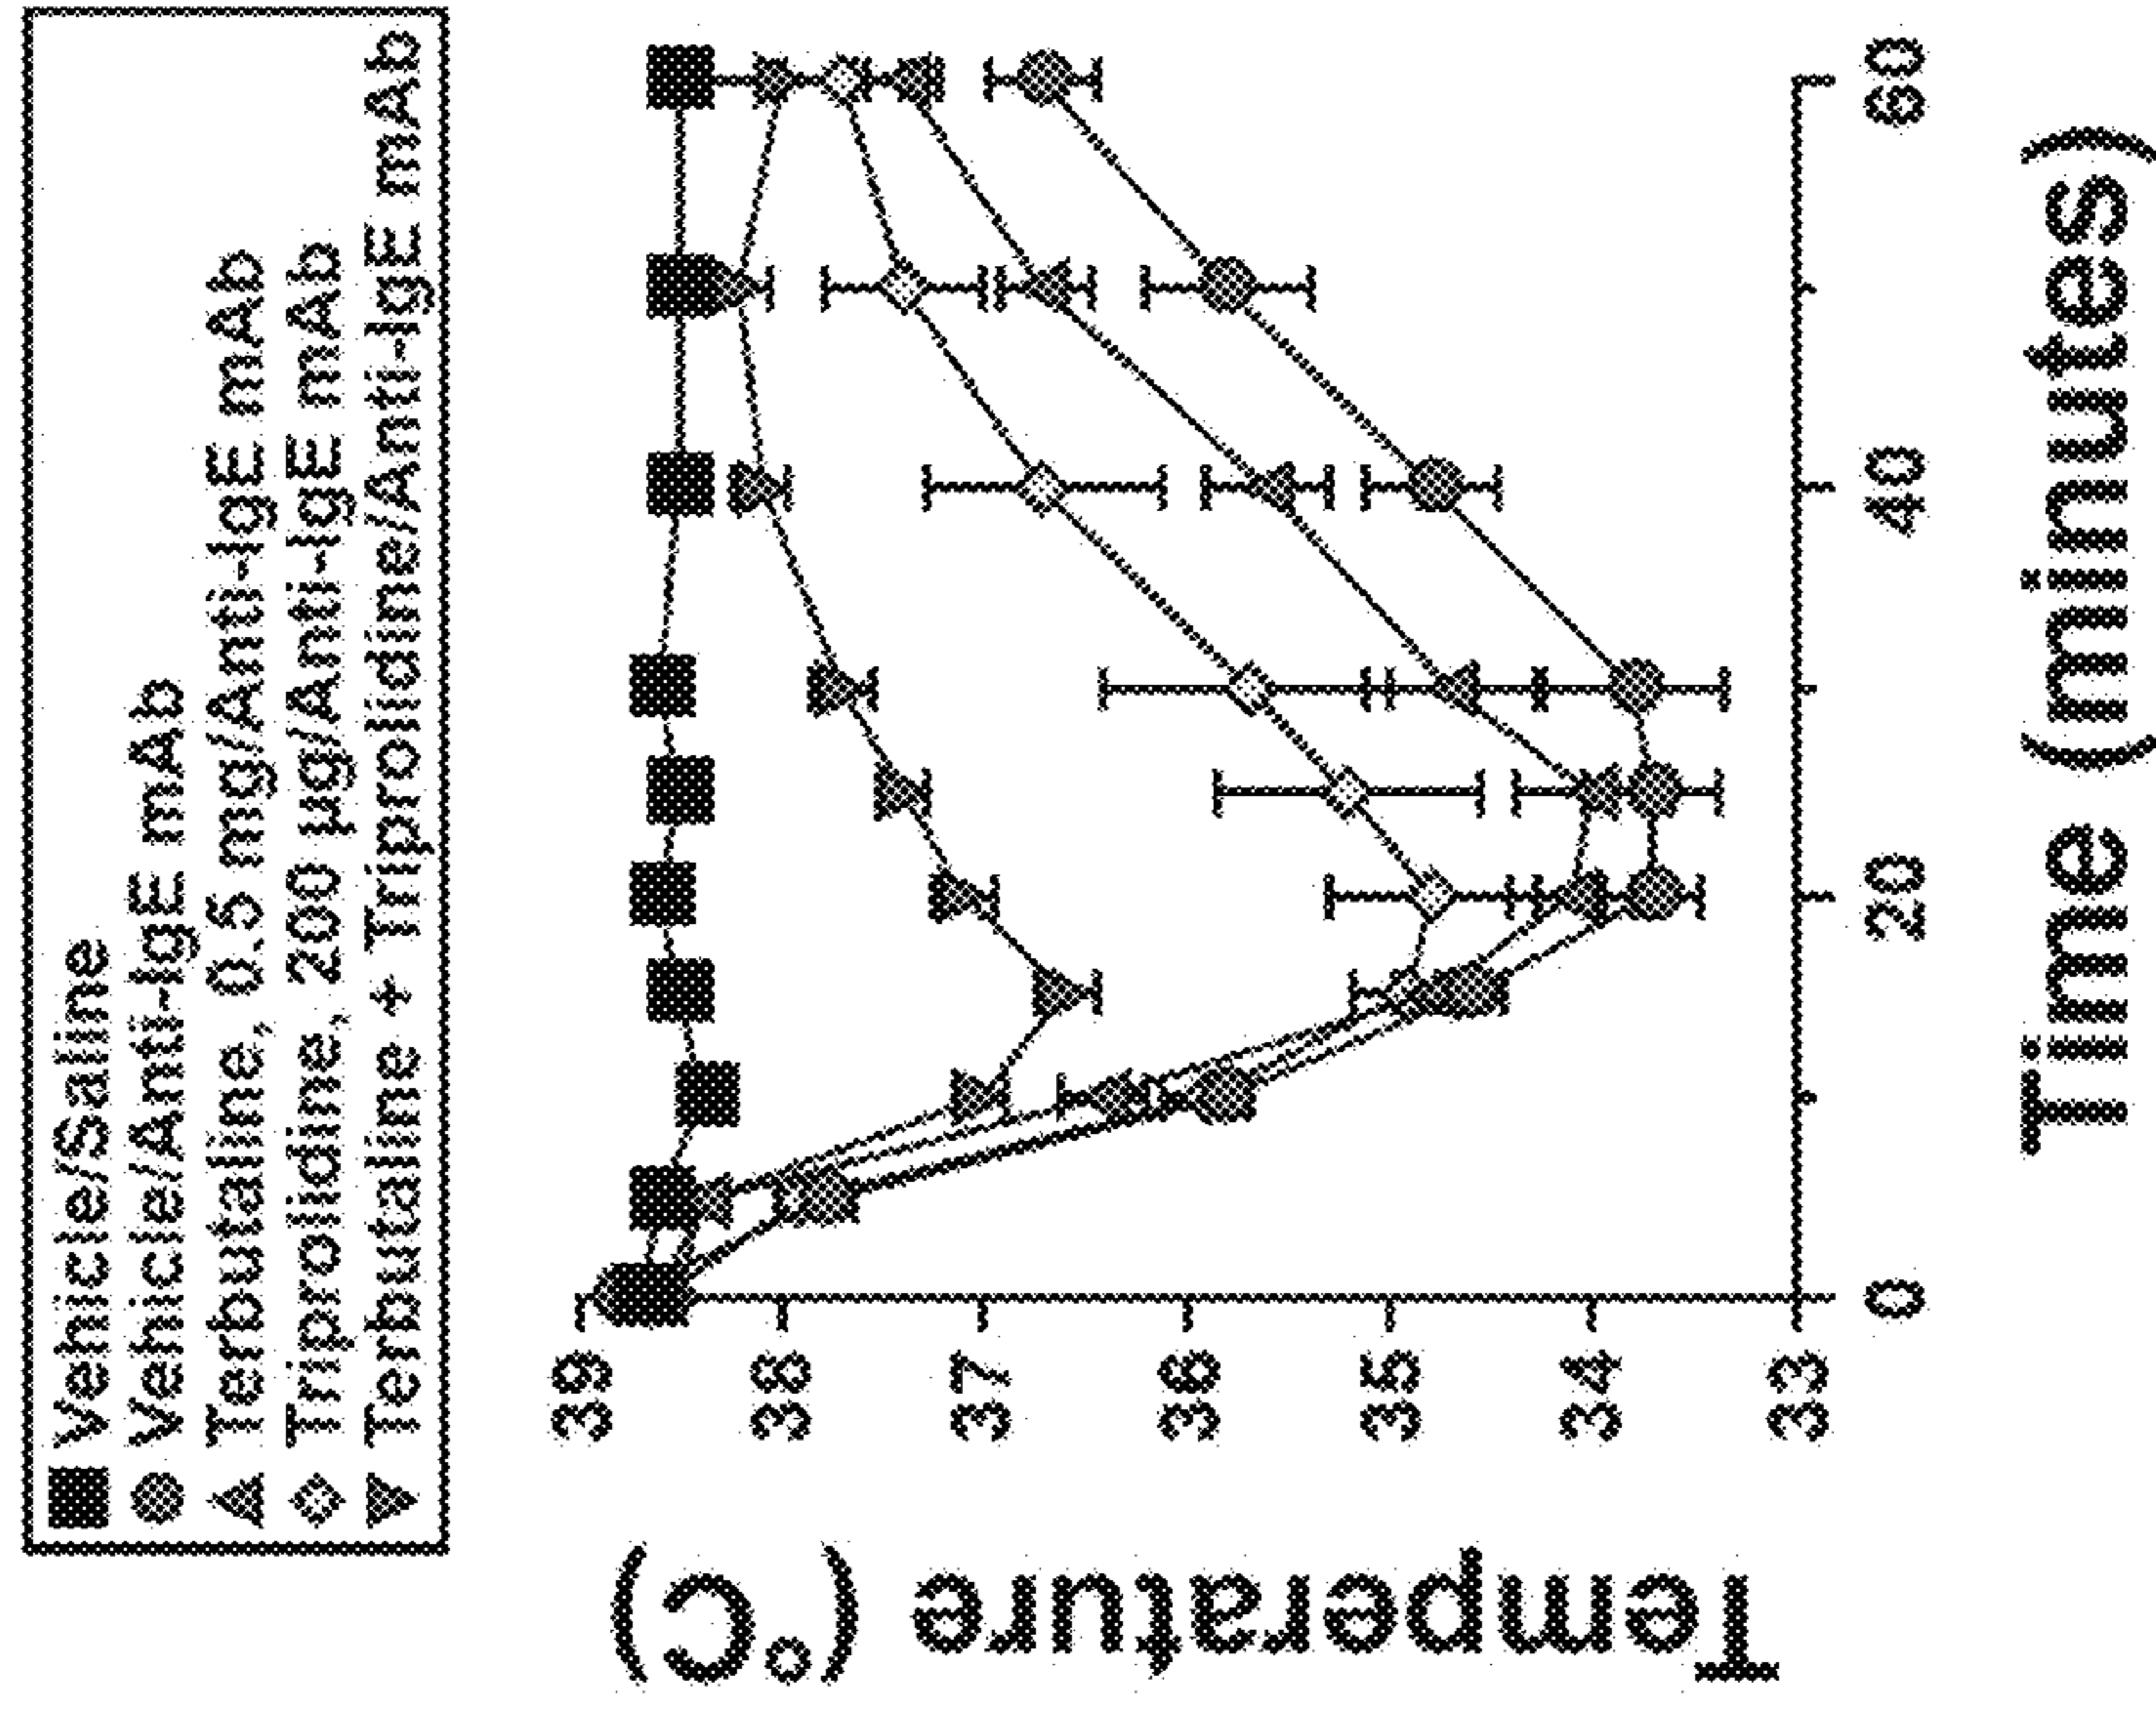 Vehicle/Saline
Vehicle/Anti-IgE mAb
Terbutaline, 0.5 mg/Anti-IgE mAb
Triprolidine, 200 µg/Anti-IgE mAb
Terbutaline + Triprolidine/Anti-IgE mAb
Temperature (°C)
39
38
37
36
35
34
33
0
20
40
60
Time (minutes)